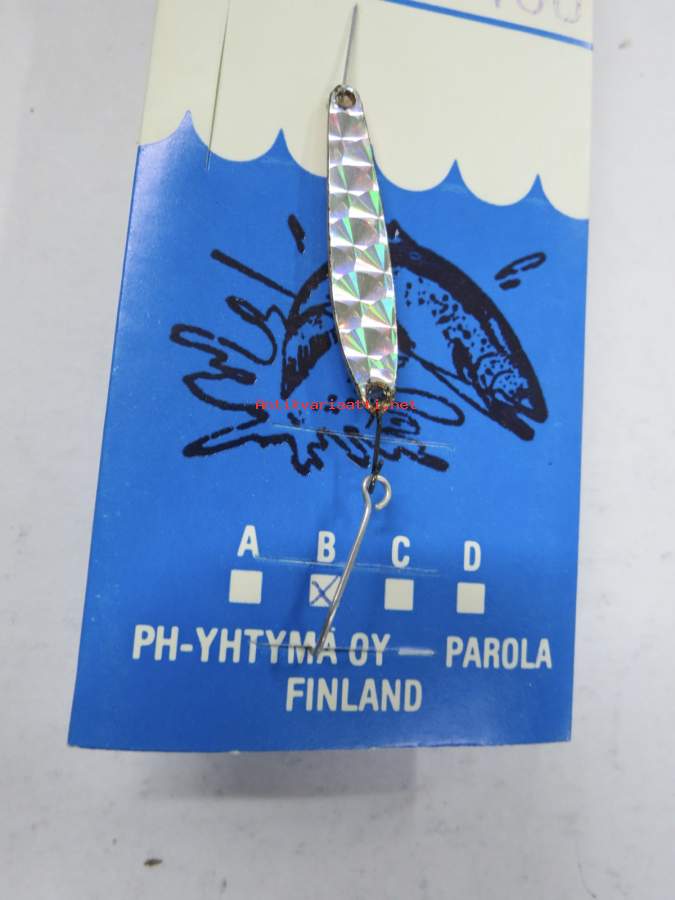 Antikvariaatti.net
A B C D
PH-YHTYMÄ OY — PAROLA
FINLAND